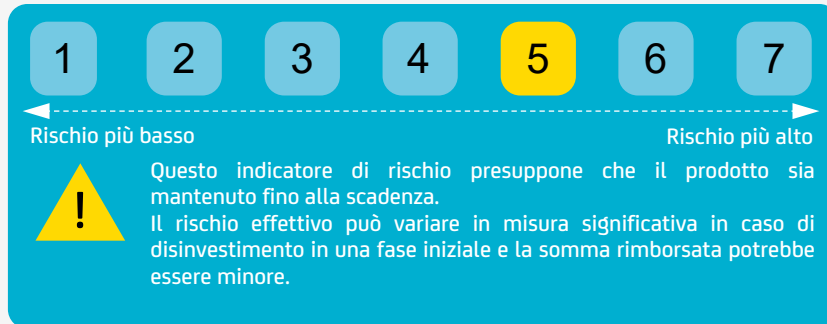 1 2 3 4 5 6 7
Rischio più basso Rischio più alto
! Questo indicatore di rischio presuppone che il prodotto sia
mantenuto fino alla scadenza.
Il rischio effettivo può variare in misura significativa in caso di
disinvestimento in una fase iniziale e la somma rimborsata potrebbe
essere minore.